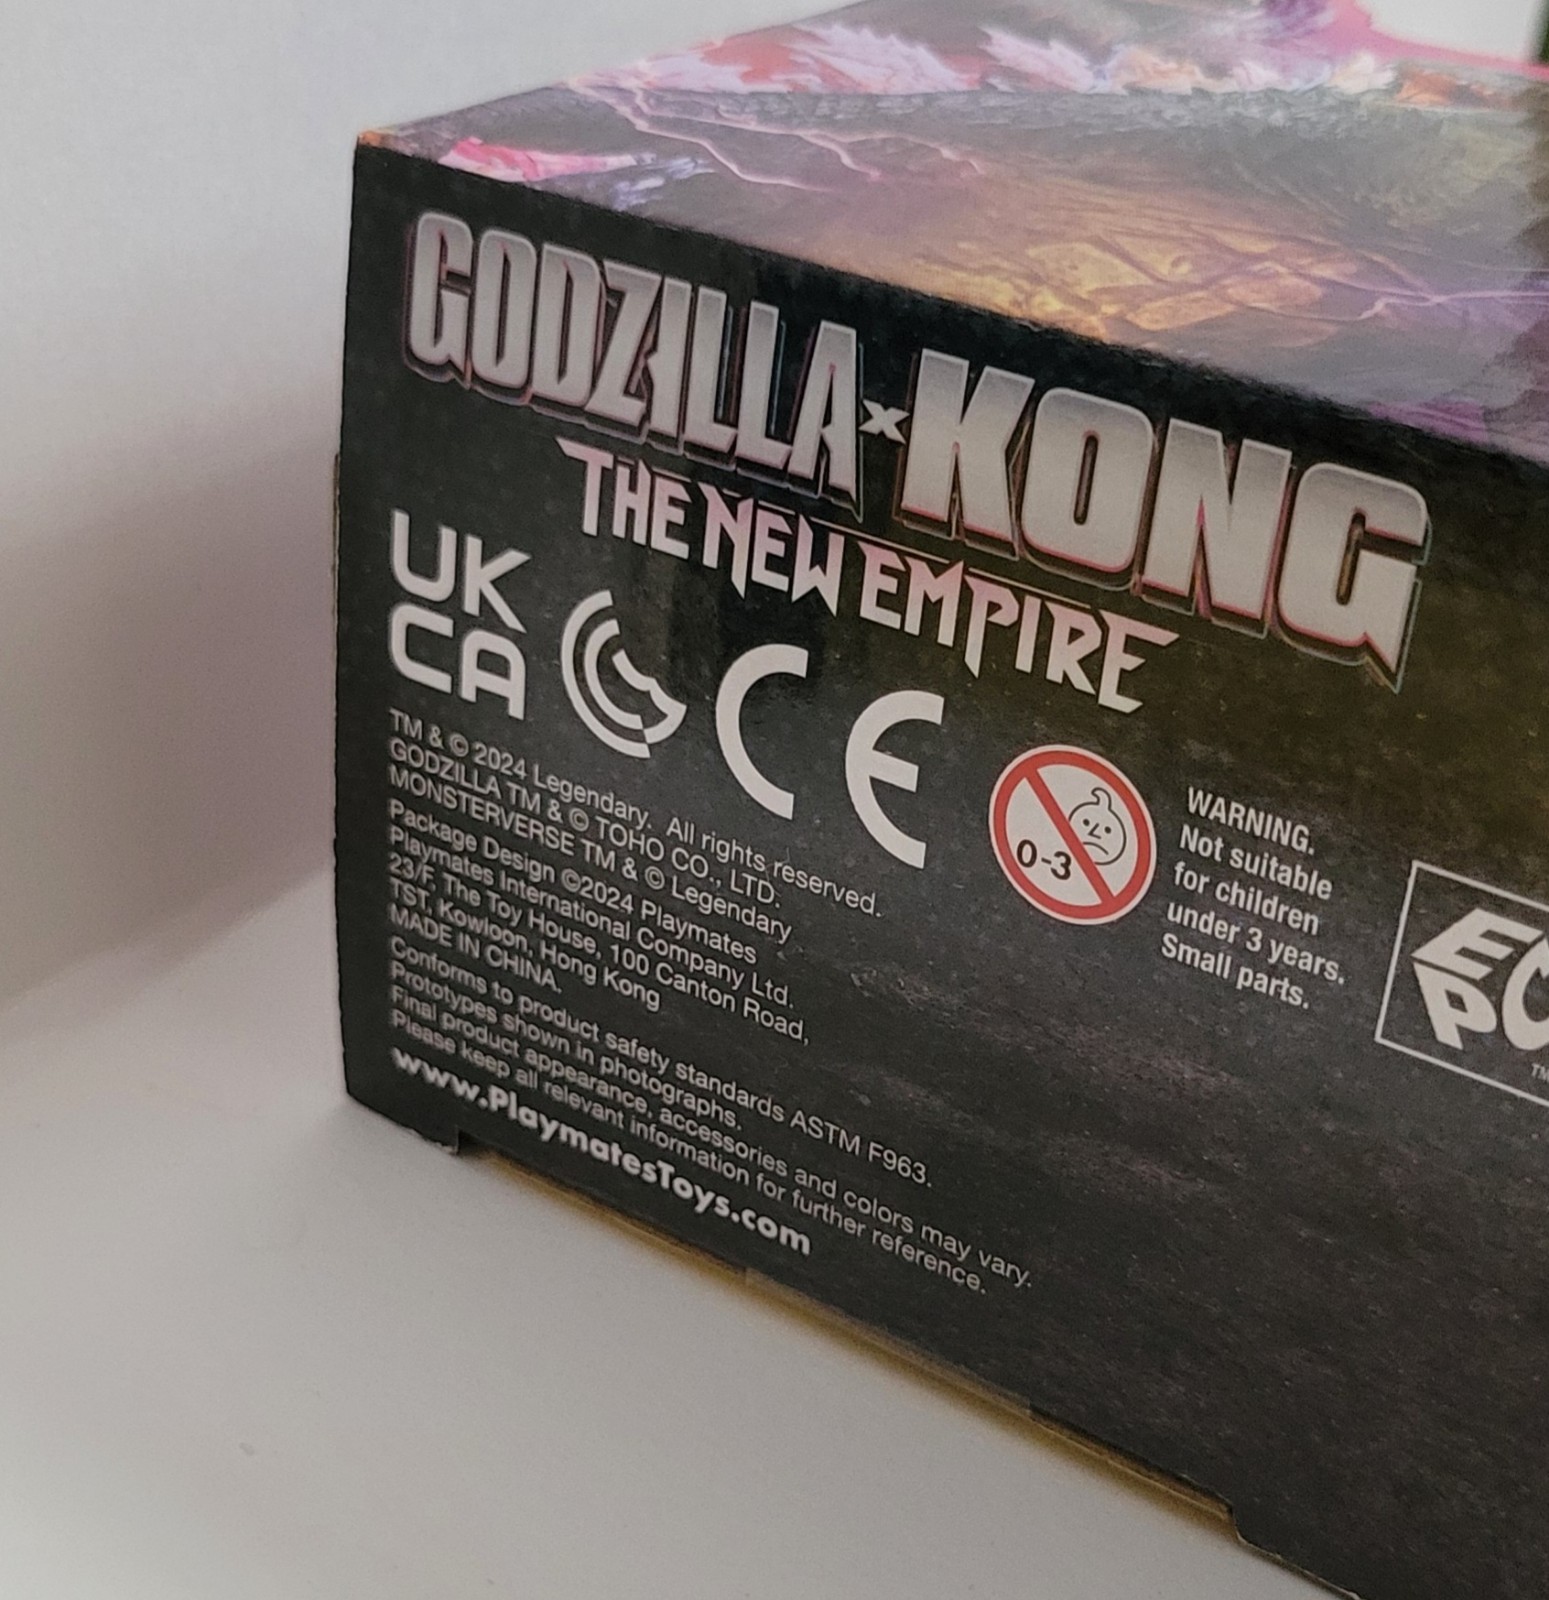 GODZILLA x KONG
THE NEW EMPIRE
UK
CA
CE
TM & © 2024 Legendary. All rights reserved.
GODZILLA TM & © TOHO CO., LTD.
MONSTERVERSE TM & © Legendary
Package Design ©2024 Playmates
Playmates International Company Ltd.
23/F, The Toy House, 100 Canton Road,
TST, Kowloon, Hong Kong
MADE IN CHINA.
Conforms to product safety standards ASTM F963.
Prototypes shown in photographs.
Final product appearance, accessories and colors may vary.
Please keep all relevant information for further reference.
www.PlaymatesToys.com
0-3
WARNING.
Not suitable
for children
under 3 years.
Small parts.
TM